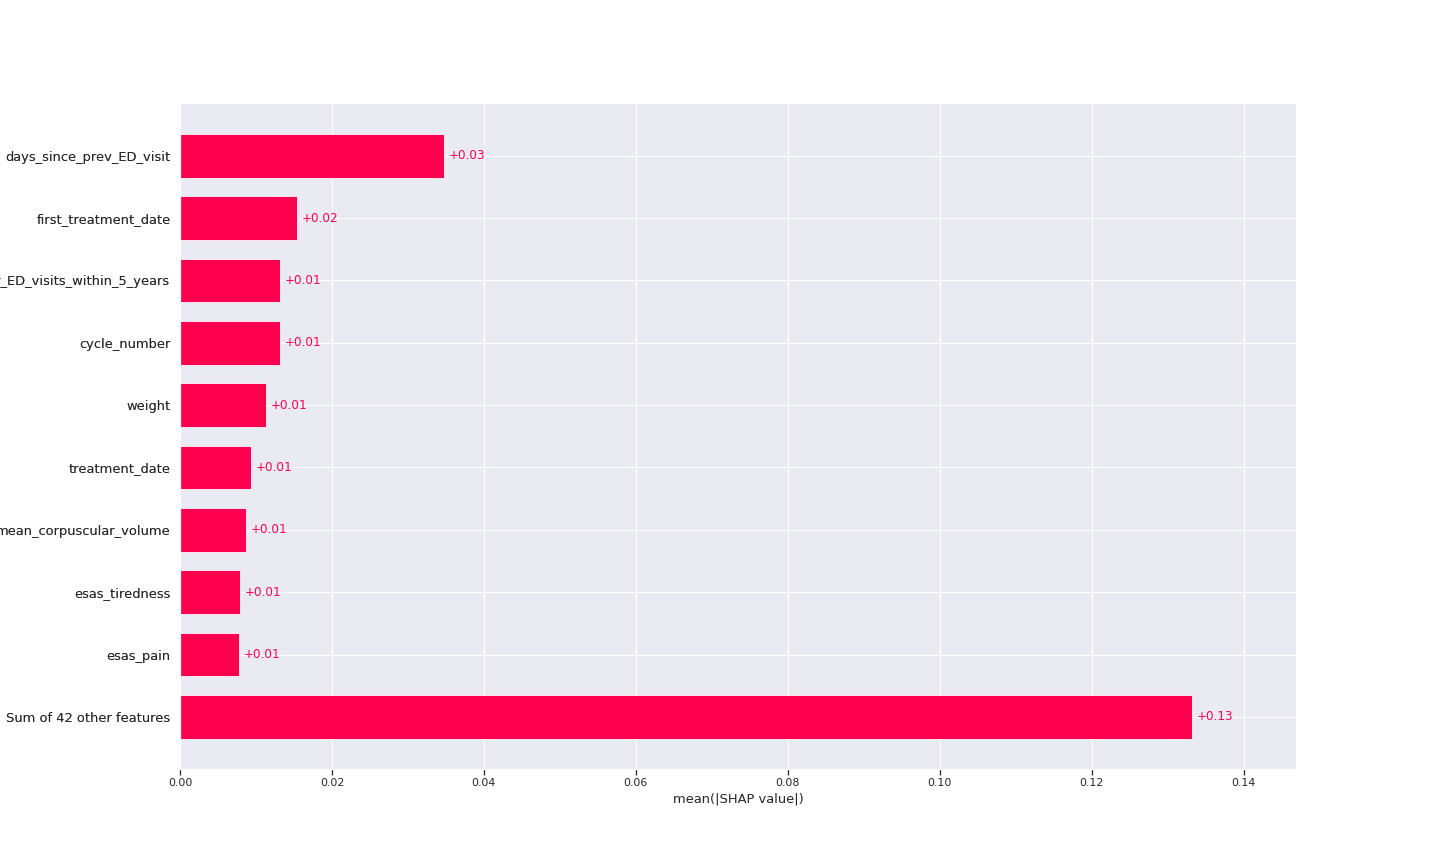 days_since_prev_ED_visit +0.03
first_treatment_date +0.02
_ED_visits_within_5_years +0.01
cycle_number +0.01
weight +0.01
treatment_date +0.01
mean_corpuscular_volume +0.01
esas_tiredness +0.01
esas_pain +0.01
Sum of 42 other features +0.13
0.00 0.02 0.04 0.06 0.08 0.10 0.12 0.14
mean(|SHAP value|)